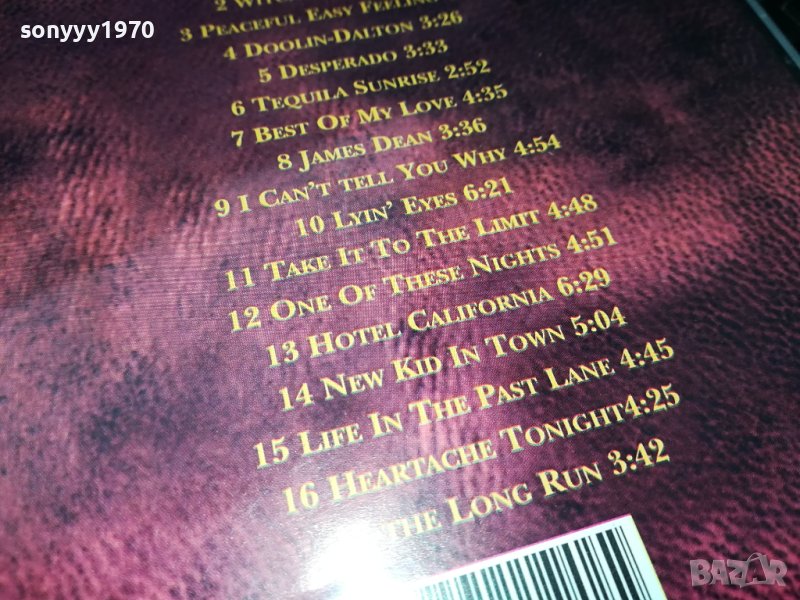 sonyyy1970
3 Peaceful Easy Feeling
4 Doolin-Dalton 3:26
5 Desperado 3:33
6 Tequila Sunrise 2:52
7 Best Of My Love 4:35
8 James Dean 3:36
9 I Can't tell You Why 4:54
10 Lyin' Eyes 6:21
11 Take It To The Limit 4:48
12 One Of These Nights 4:51
13 Hotel California 6:29
14 New Kid In Town 5:04
15 Life In The Past Lane 4:45
16 Heartache Tonight4:25
the Long Run 3:42
BAZAR